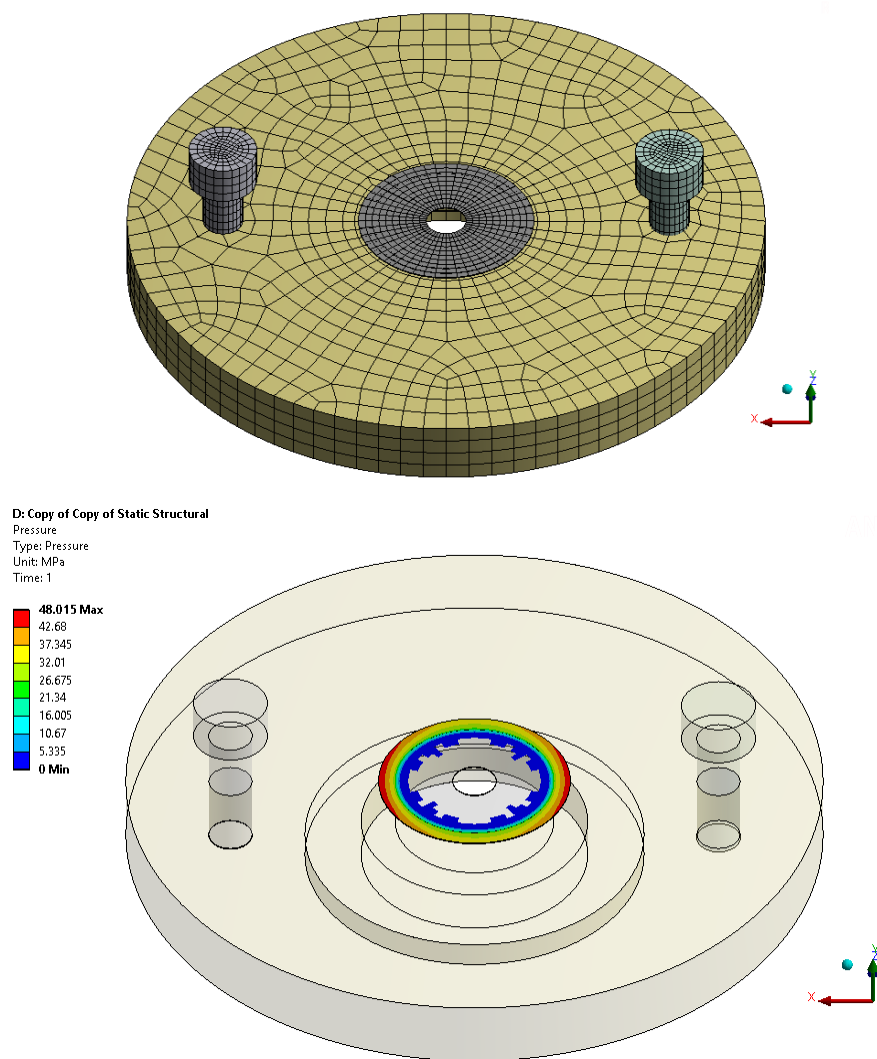 Y
Z
X
D: Copy of Copy of Static Structural
Pressure
Type: Pressure
Unit: MPa
Time: 1
48.015 Max
42.68
37.345
32.01
26.675
21.34
16.005
10.67
5.335
0 Min
Y
Z
X